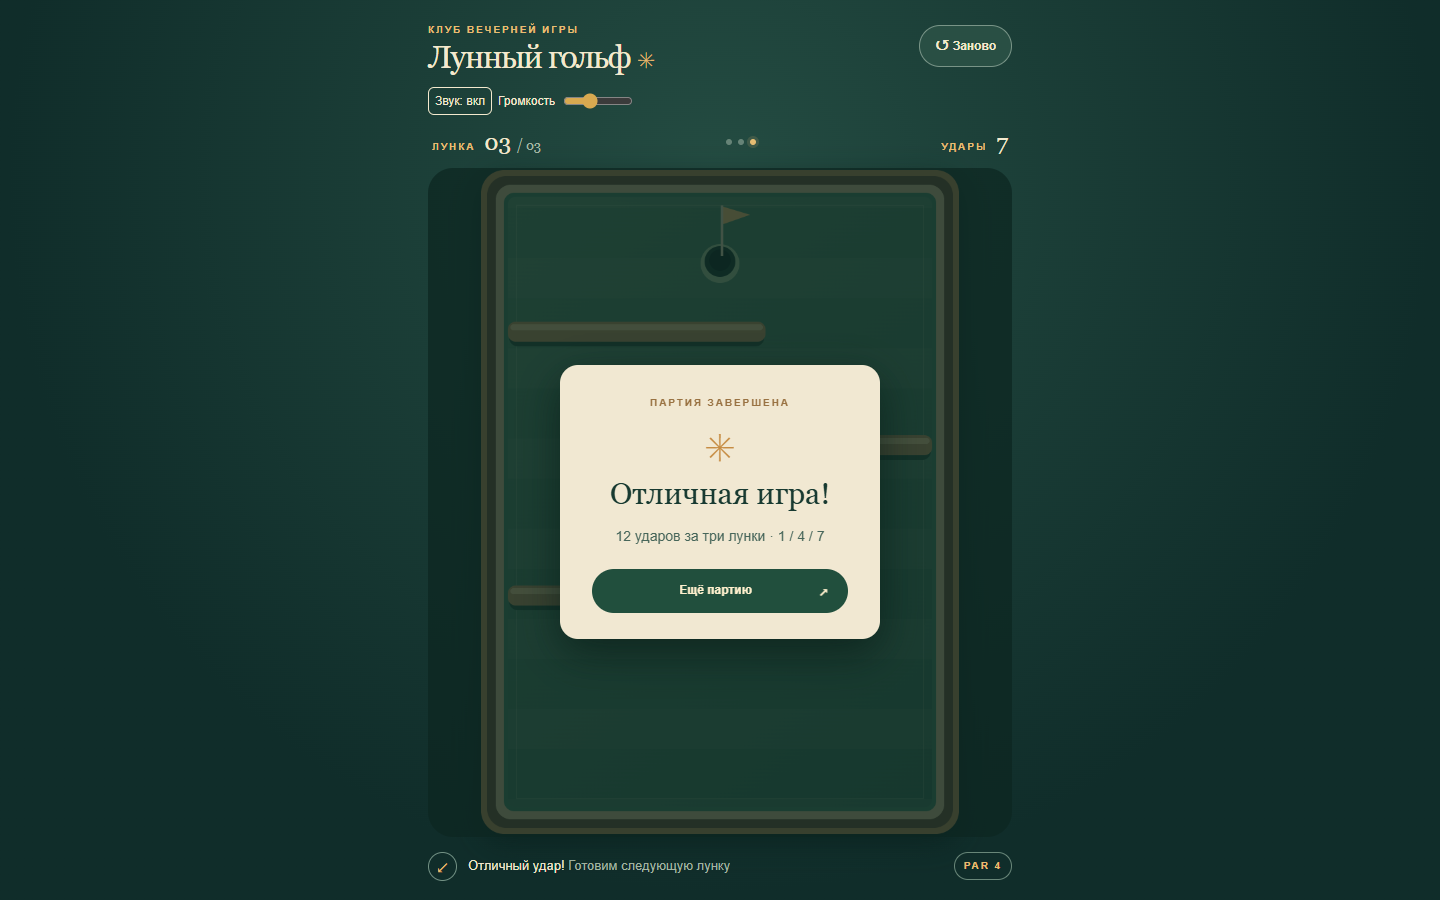 КЛУБ ВЕЧЕРНЕЙ ИГРЫ
Лунный гольф
Заново
Звук: вкл Громкость
ЛУНКА 03 / 03
УДАРЫ 7
ПАРТИЯ ЗАВЕРШЕНА
Отличная игра!
12 ударов за три лунки · 1 / 4 / 7
Ещё партию
Отличный удар! Готовим следующую лунку
PAR 4